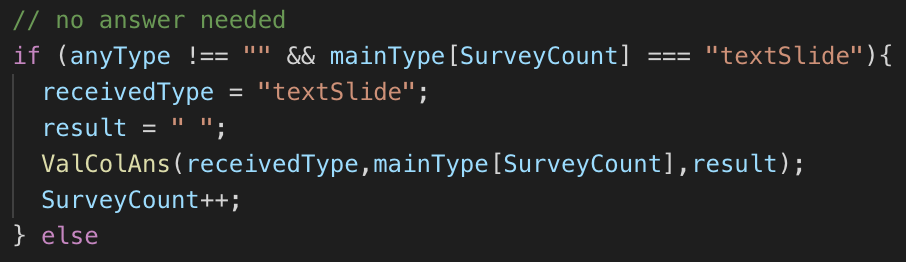 // no answer needed
if (anyType !== "" && mainType[SurveyCount] === "textSlide"){
receivedType = "textSlide";
result = " ";
ValColAns(receivedType,mainType[SurveyCount],result);
SurveyCount++;
} else